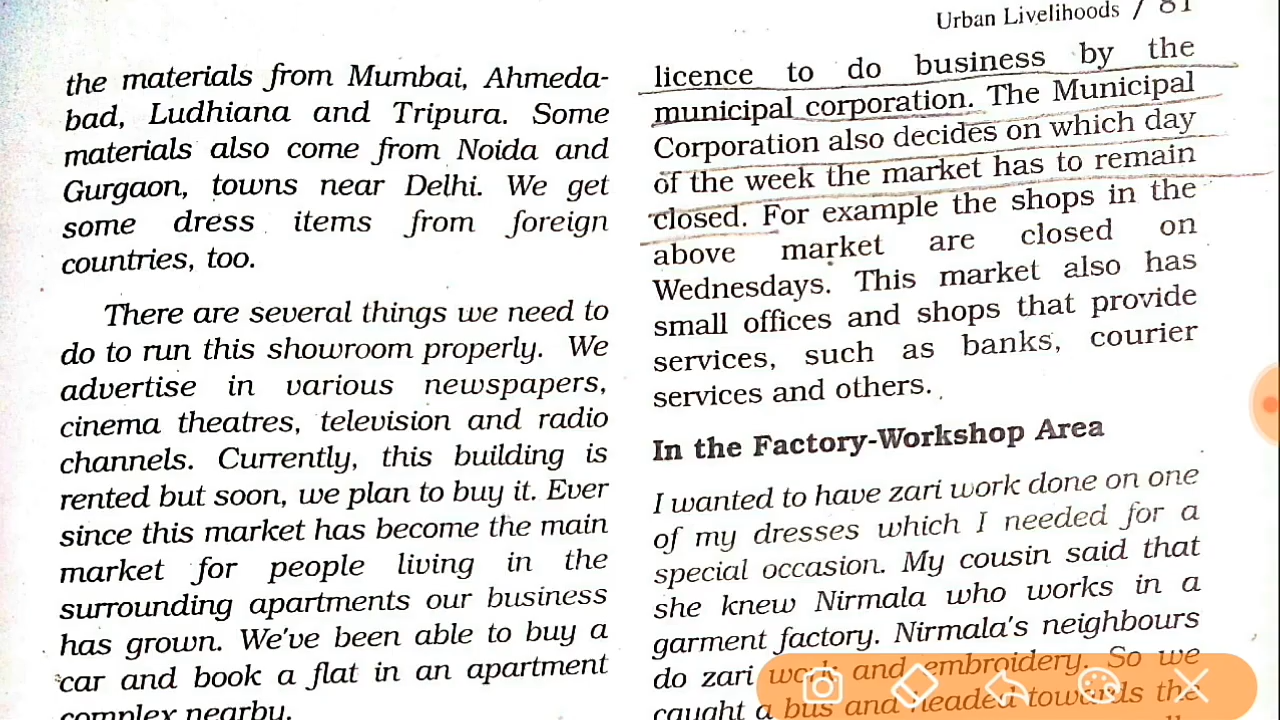 Urban Livelihoods / 81
the materials from Mumbai, Ahmeda-
bad, Ludhiana and Tripura. Some
materials also come from Noida and
Gurgaon, towns near Delhi. We get
some dress items from foreign
countries, too.
There are several things we need to
do to run this showroom properly. We
advertise in various newspapers,
cinema theatres, television and radio
channels. Currently, this building is
rented but soon, we plan to buy it. Ever
since this market has become the main
market for people living in the
surrounding apartments our business
has grown. We've been able to buy a
car and book a flat in an apartment
complex nearby.
licence to do business by the
municipal corporation. The Municipal
Corporation also decides on which day
of the week the market has to remain
closed. For example the shops in the
above market are closed on
Wednesdays. This market also has
small offices and shops that provide
services, such as banks, courier
services and others.
In the Factory-Workshop Area
I wanted to have zari work done on one
of my dresses which I needed for a
special occasion. My cousin said that
she knew Nirmala who works in a
garment factory. Nirmala's neighbours
do zari work and embroidery. So we
caught a bus and headed towards the